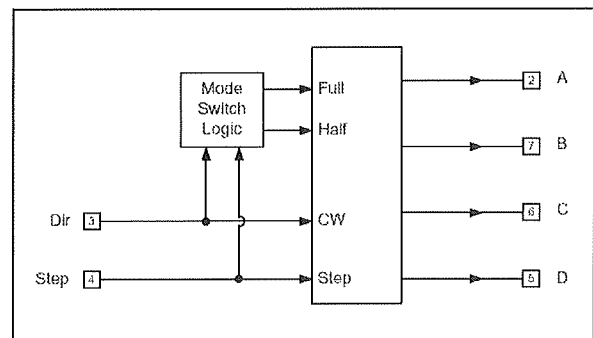 Mode
Switch
Logic
Full
Half
CW
Step
Dir 3
Step 4
2 A
7 B
6 C
5 D